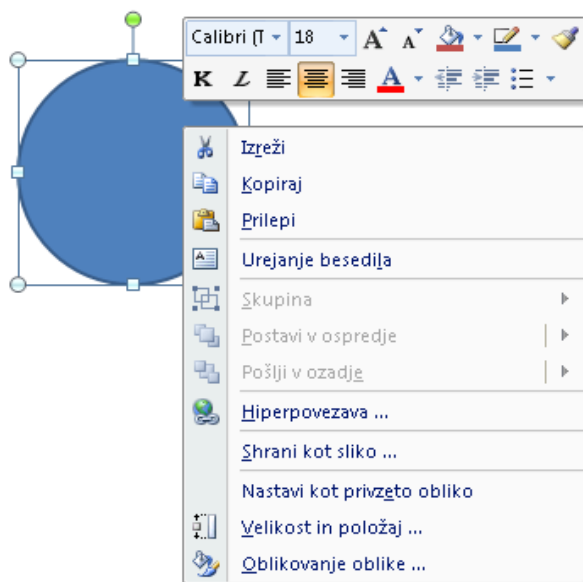 Calibri (T 18 A A
K L A
Izreži
Kopiraj
Prilepi
Urejanje besedila
Skupina
Postavi v ospredje
Pošlji v ozadje
Hiperpovezava ...
Shrani kot sliko ...
Nastavi kot privzeto obliko
Velikost in položaj ...
Oblikovanje oblike ...